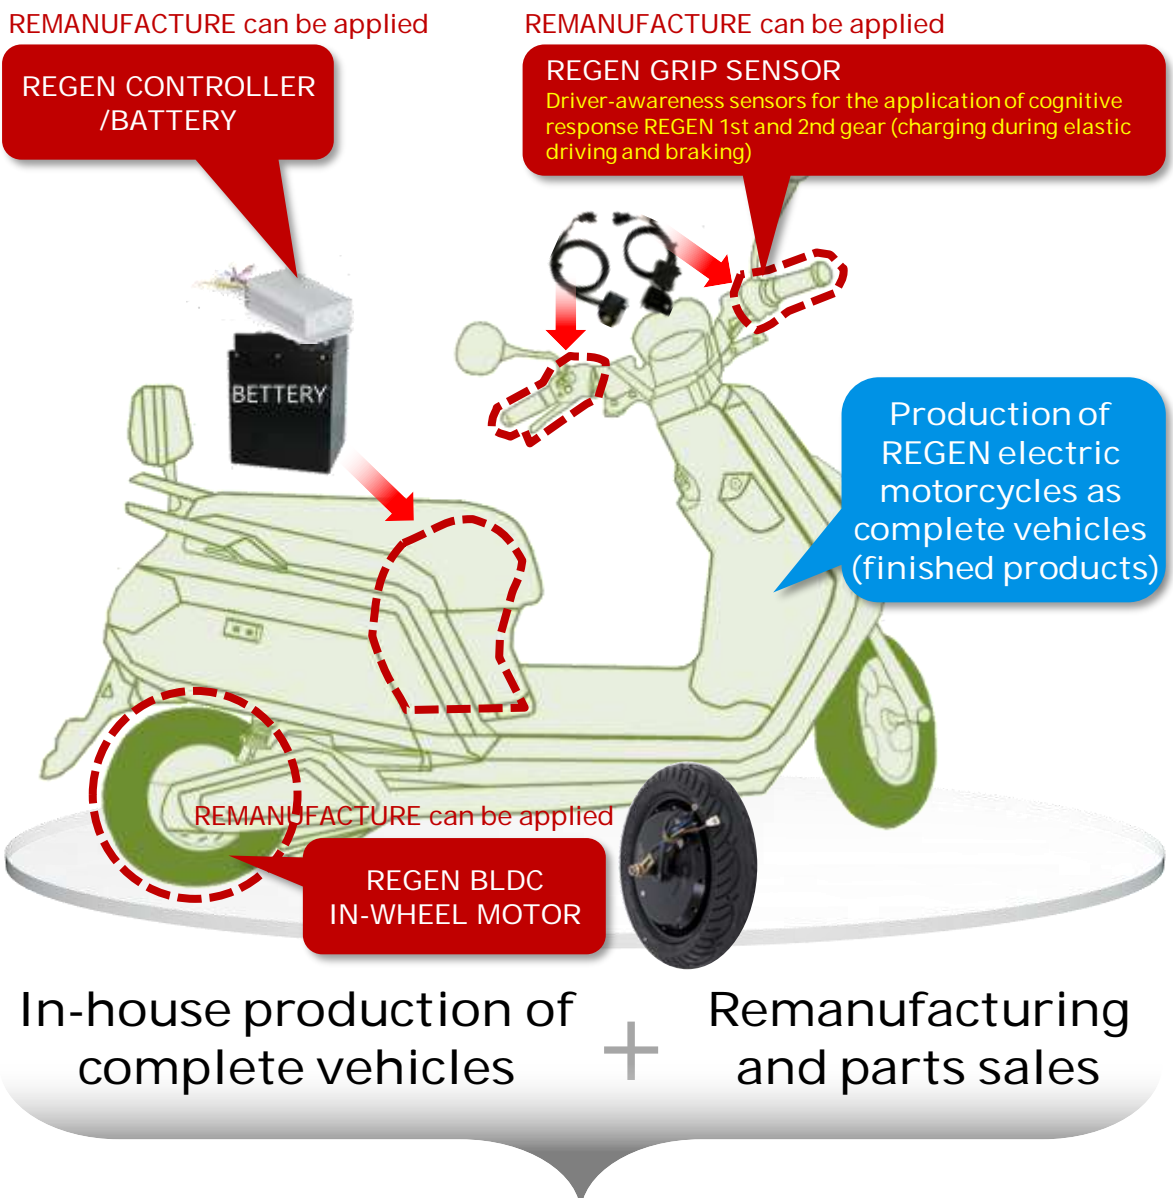 REMANUFACTURE can be applied
REGEN CONTROLLER
/BATTERY
REMANUFACTURE can be applied
REGEN GRIP SENSOR
Driver-awareness sensors for the application of cognitive
response REGEN 1st and 2nd gear (charging during elastic
driving and braking)
BETTERY
Production of
REGEN electric
motorcycles as
complete vehicles
(finished products)
REMANUFACTURE can be applied
REGEN BLDC
IN-WHEEL MOTOR
In-house production of
complete vehicles
+
Remanufacturing
and parts sales